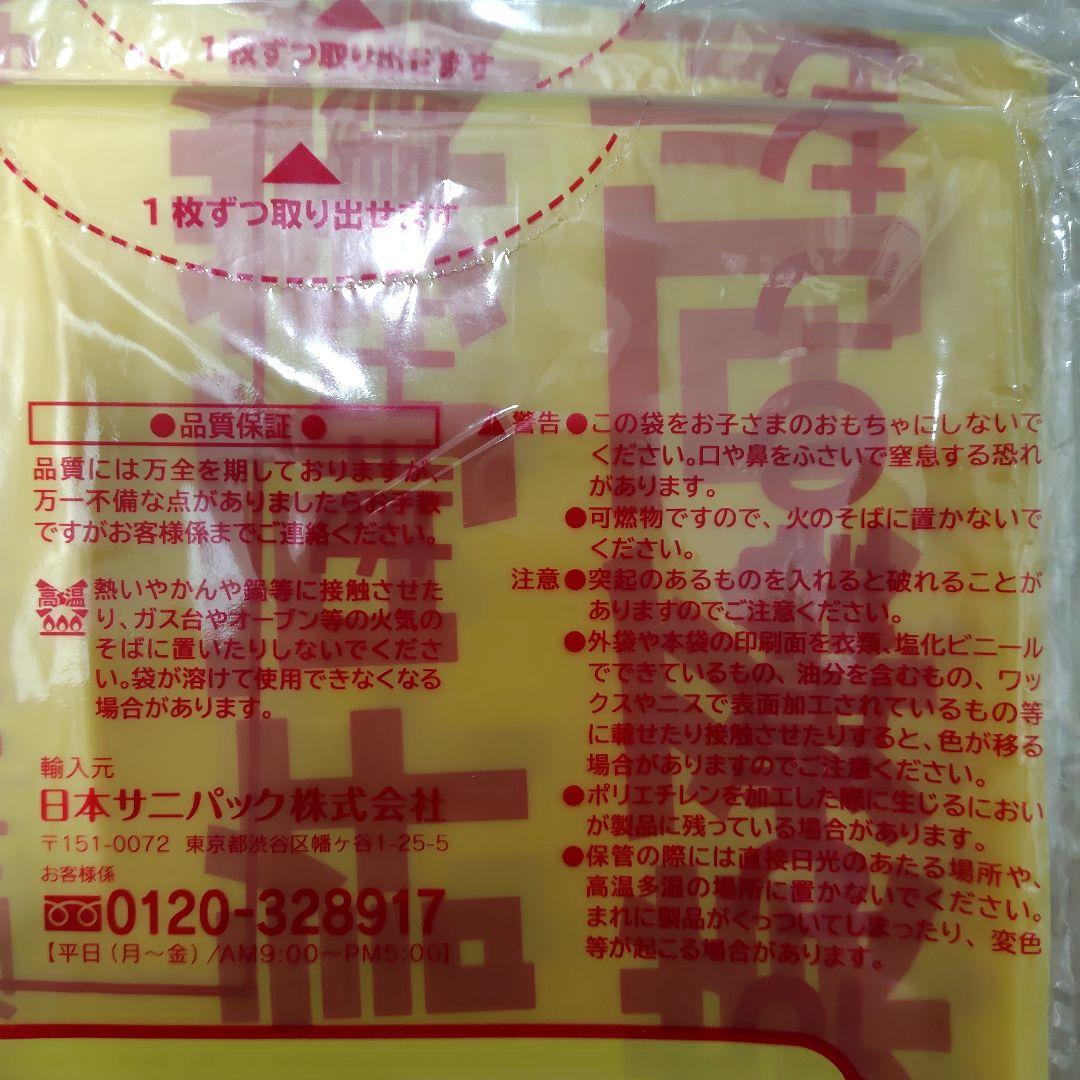 1枚ずつ取り出せます
1枚ずつ取り出せます
●品質保証●
品質には万全を期しておりますが、
万一不備な点がありましたらお手数
ですがお客様係までご連絡ください。
高温
熱いやかんや鍋等に接触させた
り、ガス台やオーブン等の火気の
そばに置いたりしないでくださ
い。袋が溶けて使用できなくなる
場合があります。
輸入元
日本サニパック株式会社
〒151-0072 東京都渋谷区幡ヶ谷1-25-5
お客様係
0120-328917
【平日(月〜金)/AM9:00〜PM5:00】
▲警告●この袋をお子さまのおもちゃにしないで
ください。口や鼻をふさいで窒息する恐れ
があります。
●可燃物ですので、火のそばに置かないで
ください。
注意●突起のあるものを入れると破れることが
ありますのでご注意ください。
●外袋や本袋の印刷面を衣類、塩化ビニール
でできているもの、油分を含むもの、ワッ
クスやニスで表面加工されているもの等
に載せたり接触させたりすると、色が移る
場合がありますのでご注意ください。
●ポリエチレンを加工した際に生じるにおい
が製品に残っている場合があります。
●保管の際には直接日光のあたる場所や、
高温多湿の場所に置かないでください。
まれに製品がくっついてしまったり、変色
等が起こる場合があります。